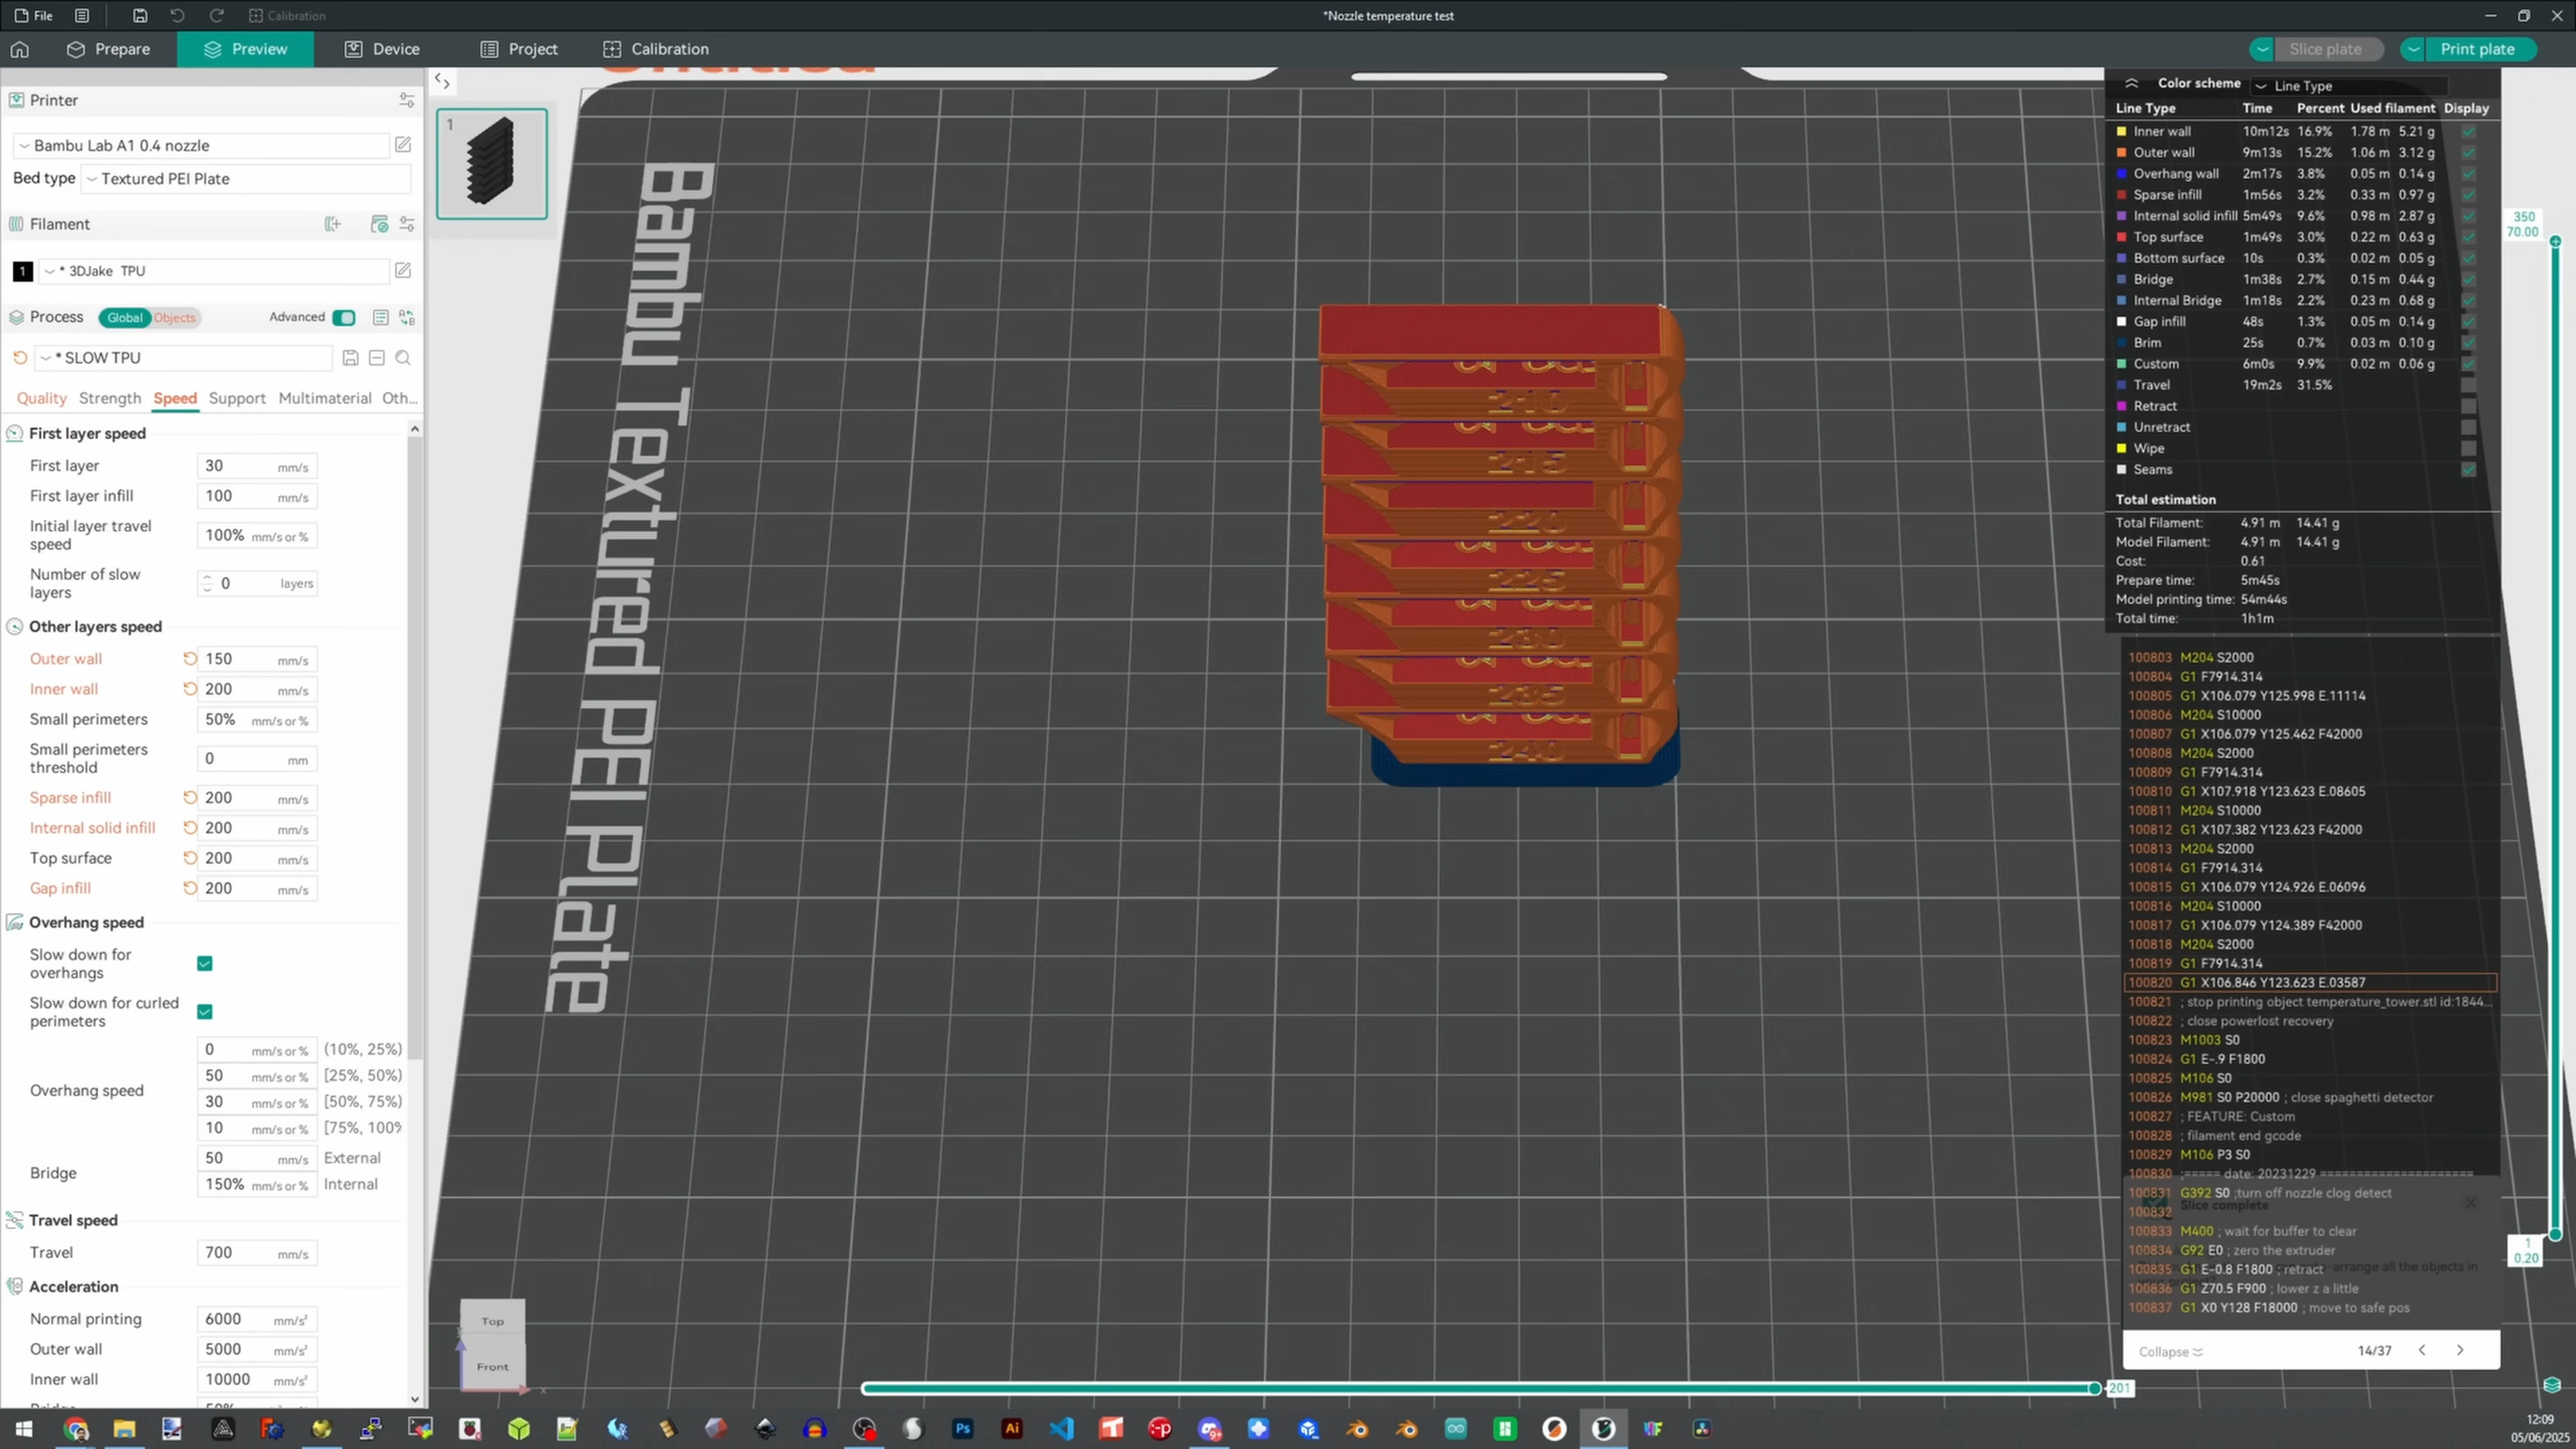 File
Calibration
*Nozzle temperature test
Prepare
Preview
Device
Project
Calibration
Slice plate
Print plate
Printer
Bambu Lab A1 0.4 nozzle
Bed type
Textured PEI Plate
Filament
1
* 3DJake TPU
Process
Global
Objects
Advanced
* SLOW TPU
Quality
Strength
Speed
Support
Multimaterial
Oth...
First layer speed
First layer 30 mm/s
First layer infill 100 mm/s
Initial layer travel
speed
100% mm/s or %
Number of slow
layers
0 layers
Other layers speed
Outer wall 150 mm/s
Inner wall 200 mm/s
Small perimeters 50% mm/s or %
Small perimeters
threshold
0 mm
Sparse infill 200 mm/s
Internal solid infill 200 mm/s
Top surface 200 mm/s
Gap infill 200 mm/s
Overhang speed
Slow down for
overhangs
Slow down for curled
perimeters
Overhang speed
0 mm/s or % (10%, 25%)
50 mm/s or % [25%, 50%)
30 mm/s or % [50%, 75%)
10 mm/s or % [75%, 100%
Bridge
50 mm/s External
150% mm/s or % Internal
Travel speed
Travel 700 mm/s
Acceleration
Normal printing 6000 mm/s²
Outer wall 5000 mm/s²
Inner wall 10000 mm/s²
1
Bambu Textured PEI Plate
210
215
220
225
230
235
240
Top
Front
x
201
Color scheme Line Type
Line Type Time Percent Used filament Display
Inner wall 10m12s 16.9% 1.78 m 5.21 g
Outer wall 9m13s 15.2% 1.06 m 3.12 g
Overhang wall 2m17s 3.8% 0.05 m 0.14 g
Sparse infill 1m56s 3.2% 0.33 m 0.97 g
Internal solid infill 5m49s 9.6% 0.98 m 2.87 g
Top surface 1m49s 3.0% 0.22 m 0.63 g
Bottom surface 10s 0.3% 0.02 m 0.05 g
Bridge 1m38s 2.7% 0.15 m 0.44 g
Internal Bridge 1m18s 2.2% 0.23 m 0.68 g
Gap infill 48s 1.3% 0.05 m 0.14 g
Brim 25s 0.7% 0.03 m 0.10 g
Custom 6m0s 9.9% 0.02 m 0.06 g
Travel 19m2s 31.5%
Retract
Unretract
Wipe
Seams
Total estimation
Total Filament: 4.91 m 14.41 g
Model Filament: 4.91 m 14.41 g
Cost: 0.61
Prepare time: 5m45s
Model printing time: 54m44s
Total time: 1h1m
350
70.00
100803 M204 S2000
100804 G1 F7914.314
100805 G1 X106.079 Y125.998 E.11114
100806 M204 S10000
100807 G1 X106.079 Y125.462 F42000
100808 M204 S2000
100809 G1 F7914.314
100810 G1 X107.918 Y123.623 E.08605
100811 M204 S10000
100812 G1 X107.382 Y123.623 F42000
100813 M204 S2000
100814 G1 F7914.314
100815 G1 X106.079 Y124.926 E.06096
100816 M204 S10000
100817 G1 X106.079 Y124.389 F42000
100818 M204 S2000
100819 G1 F7914.314
100820 G1 X106.846 Y123.623 E.03587
100821 ; stop printing object temperature_tower.stl id:1844...
100822 ; close powerlost recovery
100823 M1003 S0
100824 G1 E-.9 F1800
100825 M106 S0
100826 M981 S0 P20000 ; close spaghetti detector
100827 ; FEATURE: Custom
100828 ; filament end gcode
100829 M106 P3 S0
100830 ;===== date: 20231229 =====================
100831 G392 S0 ;turn off nozzle clog detect
Slice complete
100832
100833 M400 ; wait for buffer to clear
100834 G92 E0 ; zero the extruder
100835 G1 E-0.8 F1800 ; retract
100836 G1 Z70.5 F900 ; lower z a little
100837 G1 X0 Y128 F18000 ; move to safe pos
1
0.20
Collapse
14/37
Ps
Ai
9+
12:09
05/06/2025